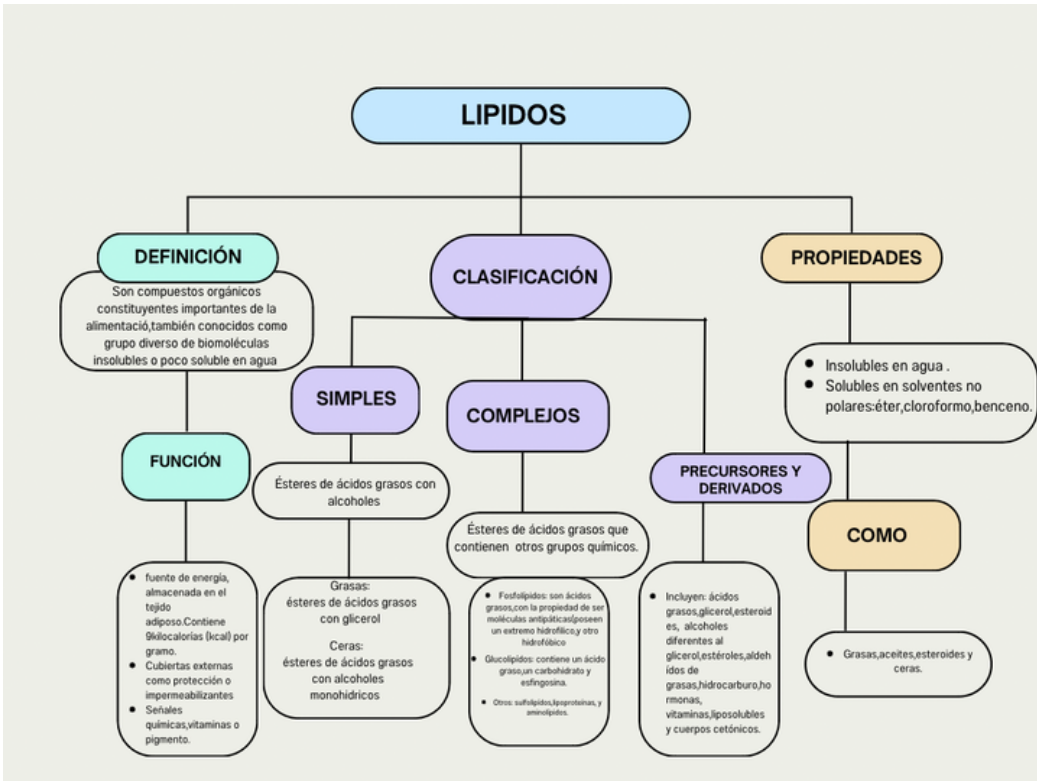 LIPIDOS
DEFINICIÓN
Son compuestos orgánicos
constituyentes importantes de la
alimentació,también conocidos como
grupo diverso de biomoléculas
insolubles o poco soluble en agua
FUNCIÓN
fuente de energía,
almacenada en el
tejido
adiposo.Contiene
9kilocalorías (kcal) por
gramo.
Cubiertas externas
como protección o
impermeabilizantes
Señales
químicas,vitaminas o
pigmento.
CLASIFICACIÓN
SIMPLES
Ésteres de ácidos grasos con
alcoholes
Grasas:
ésteres de ácidos grasos
con glicerol
Ceras:
ésteres de ácidos grasos
con alcoholes
monohídricos
COMPLEJOS
Ésteres de ácidos grasos que
contienen otros grupos químicos.
Fosfolípidos: son ácidos
grasos,con la propiedad de ser
moléculas antipáticas(poseen
un extremo hidrofílico,y otro
hidrofóbico
Glucolípidos: contiene un ácido
graso,un carbohidrato y
esfingosina.
Otros: sulfolípidos,lipoproteínas, y
aminolípidos.
PRECURSORES Y
DERIVADOS
Incluyen: ácidos
grasos,glicerol,esteroid
es, alcoholes
diferentes al
glicerol,estéroles,aldeh
ídos de
grasas,hidrocarburo,ho
rmonas,
vitaminas,liposolubles
y cuerpos cetónicos.
PROPIEDADES
Insolubles en agua .
Solubles en solventes no
polares:éter,cloroformo,benceno.
COMO
Grasas,aceites,esteroides y
ceras.